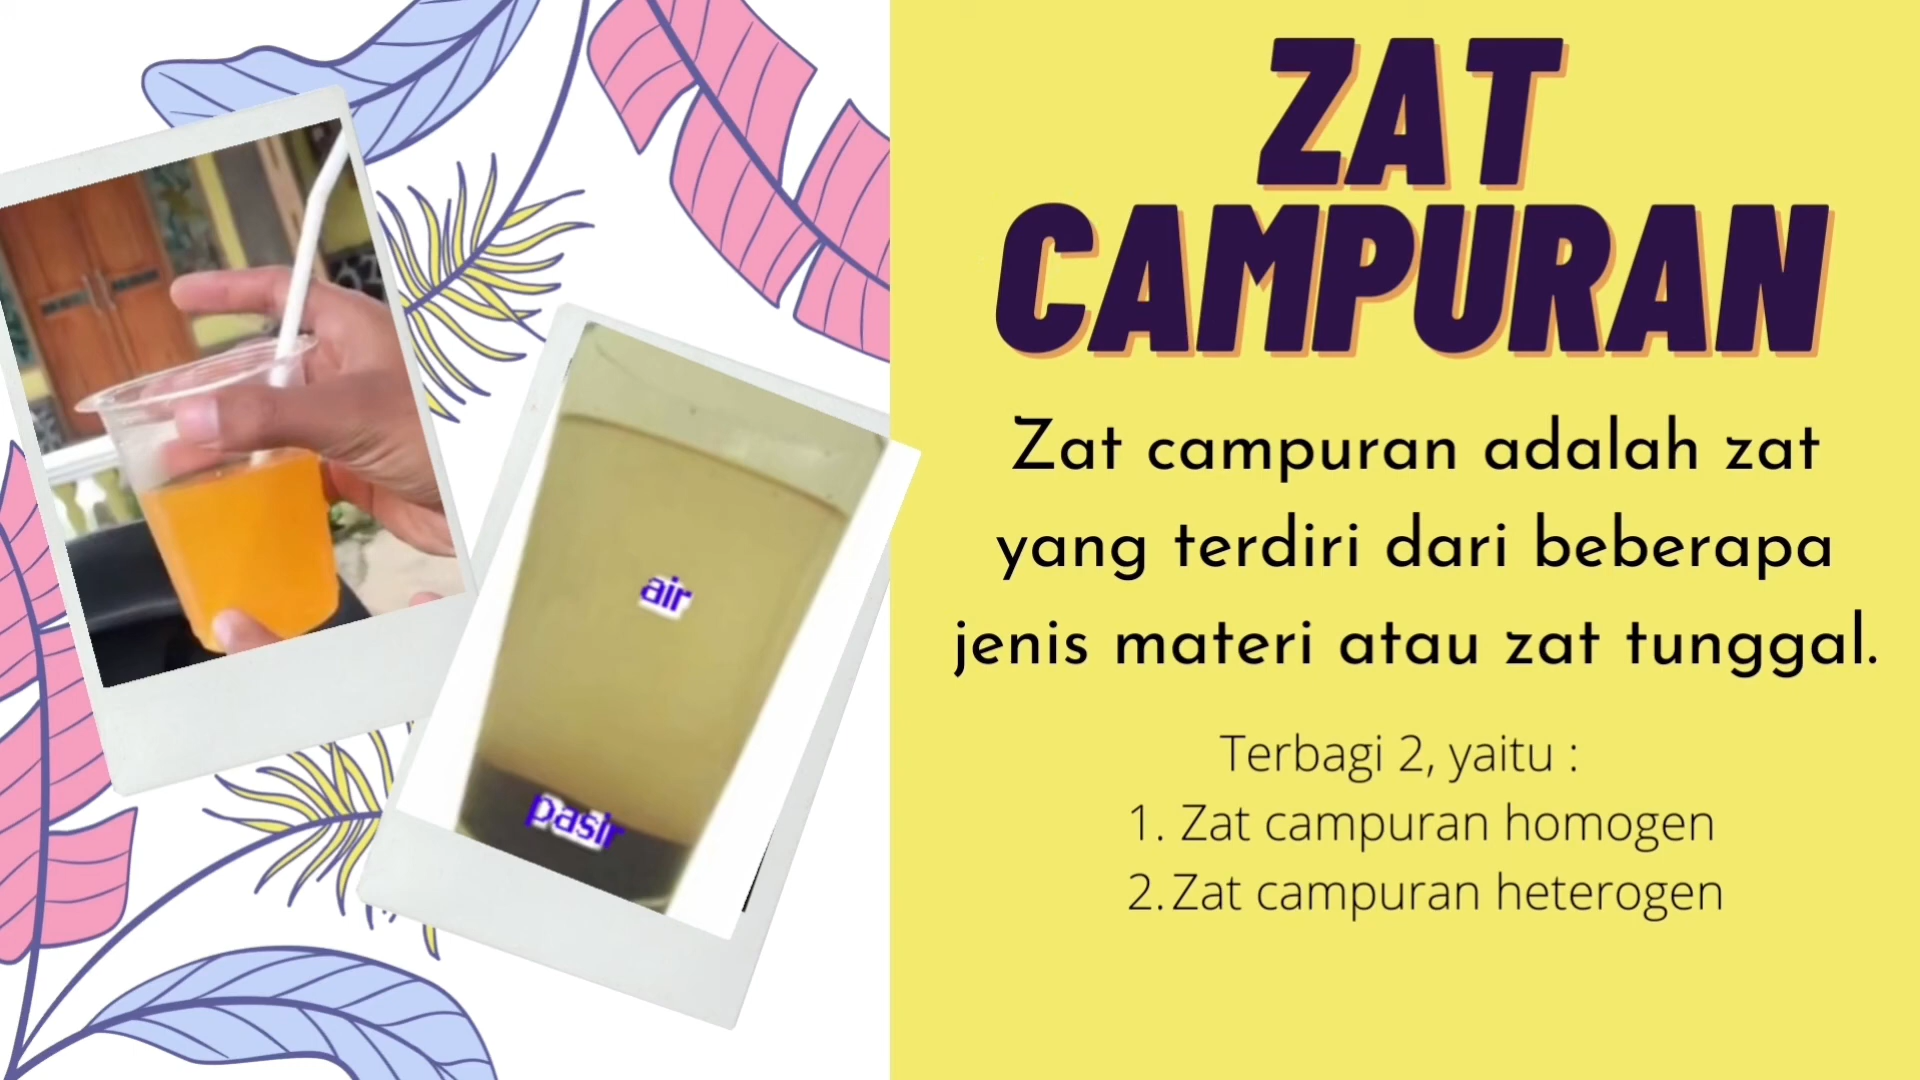 ZAT
CAMPURAN
Zat campuran adalah zat
yang terdiri dari beberapa
jenis materi atau zat tunggal.
Terbagi 2, yaitu :
1. Zat campuran homogen
2. Zat campuran heterogen
air
pasir